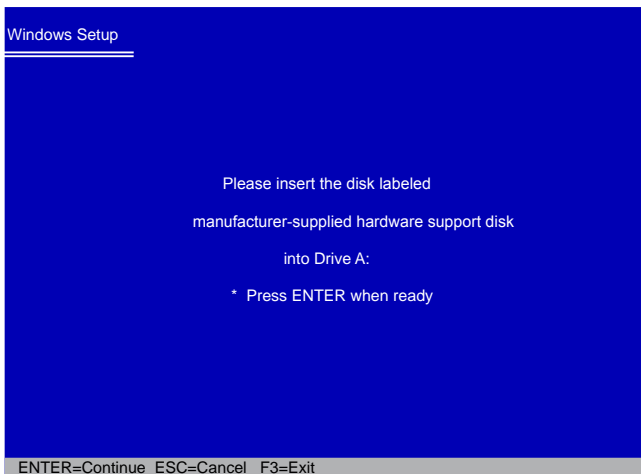 Windows Setup
Please insert the disk labeled
manufacturer-supplied hardware support disk
into Drive A:
* Press ENTER when ready
ENTER=Continue ESC=Cancel F3=Exit